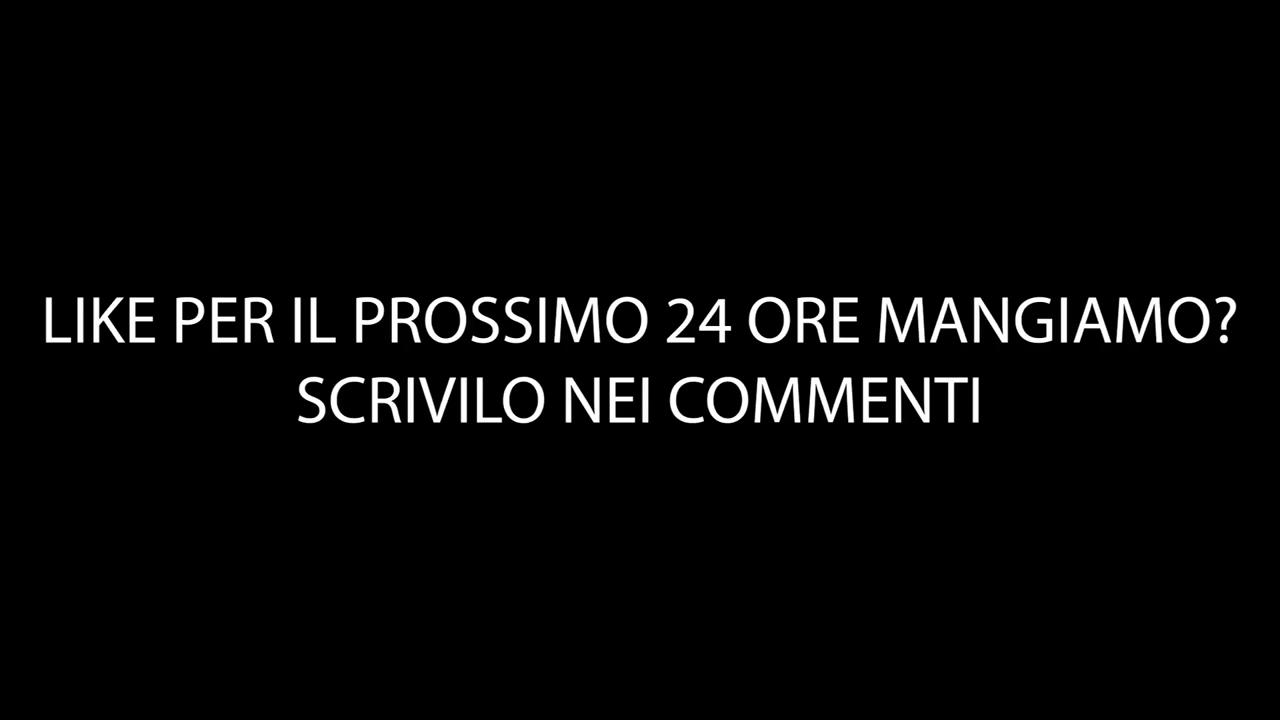 LIKE PER IL PROSSIMO 24 ORE MANGIAMO?
SCRIVILO NEI COMMENTI